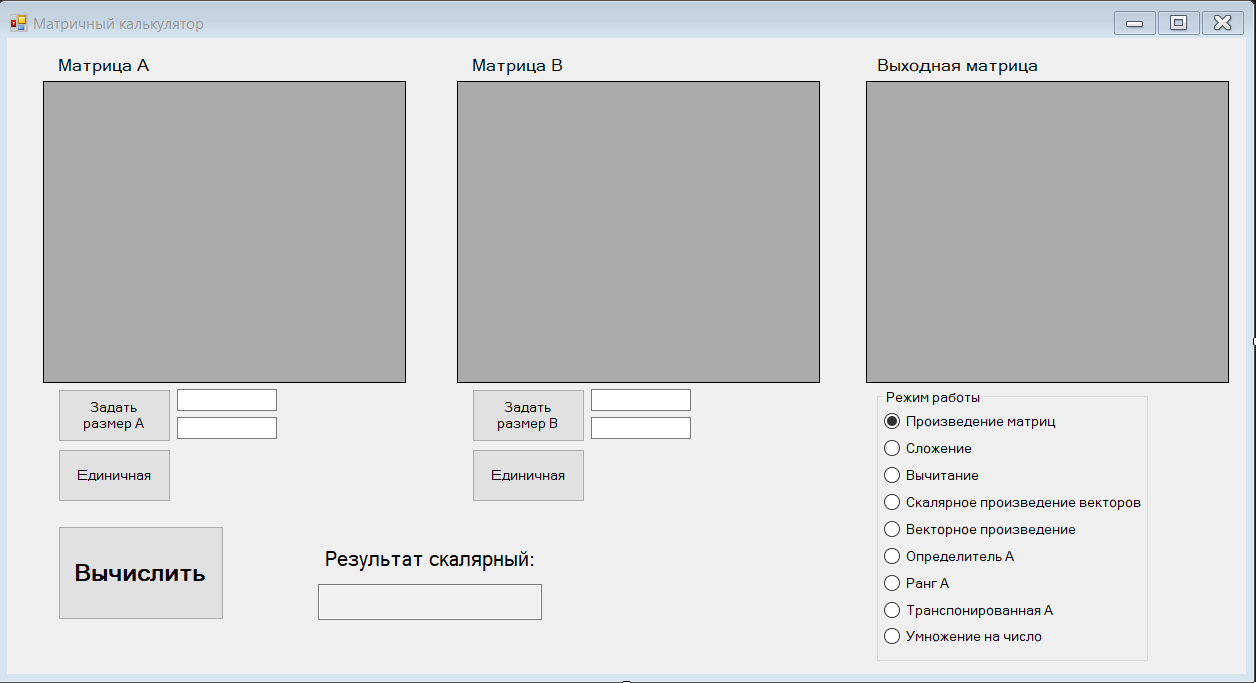 Матричный калькулятор
Матрица А
Матрица В
Выходная матрица
Задать
размер А
Единичная
Задать
размер В
Единичная
Режим работы
Произведение матриц
Сложение
Вычитание
Скалярное произведение векторов
Векторное произведение
Определитель А
Ранг А
Транспонированная А
Умножение на число
Вычислить
Результат скалярный: